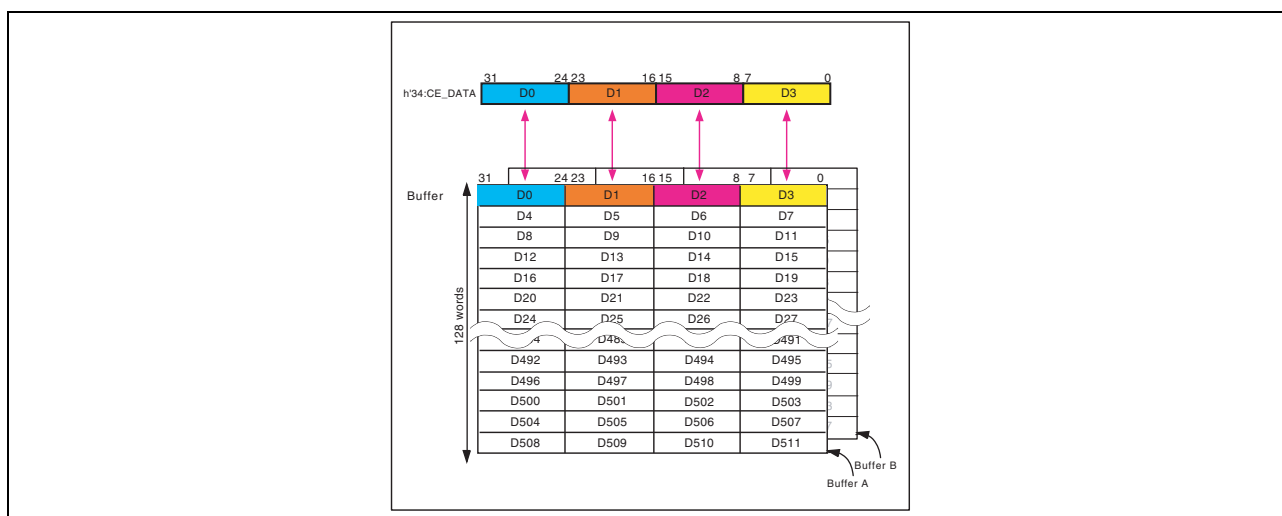 31 24 23 16 15 8 7 0
h'34:CE_DATA D0 D1 D2 D3
31 24 23 16 15 8 7 0
Buffer D0 D1 D2 D3
D4 D5 D6 D7
D8 D9 D10 D11
D12 D13 D14 D15
D16 D17 D18 D19
D20 D21 D22 D23
D24 D25 D26 D27
128 words
D491
D492 D493 D494 D495
D496 D497 D498 D499
D500 D501 D502 D503
D504 D505 D506 D507
D508 D509 D510 D511
Buffer B
Buffer A